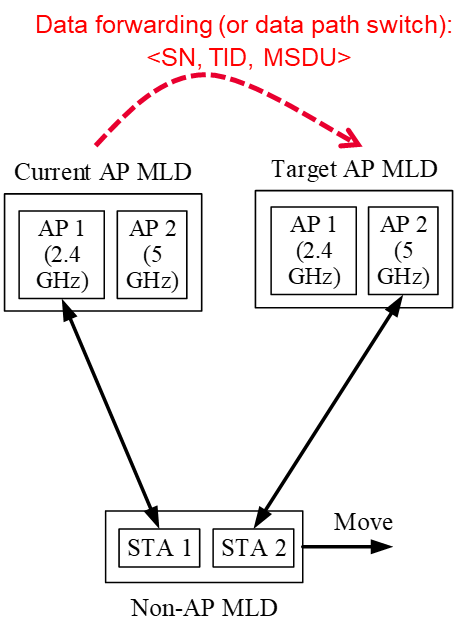 Data forwarding (or data path switch):
<SN, TID, MSDU>
Current AP MLD
Target AP MLD
AP 1
(2.4
GHz)
AP 2
(5
GHz)
AP 1
(2.4
GHz)
AP 2
(5
GHz)
STA 1
STA 2
Move
Non-AP MLD